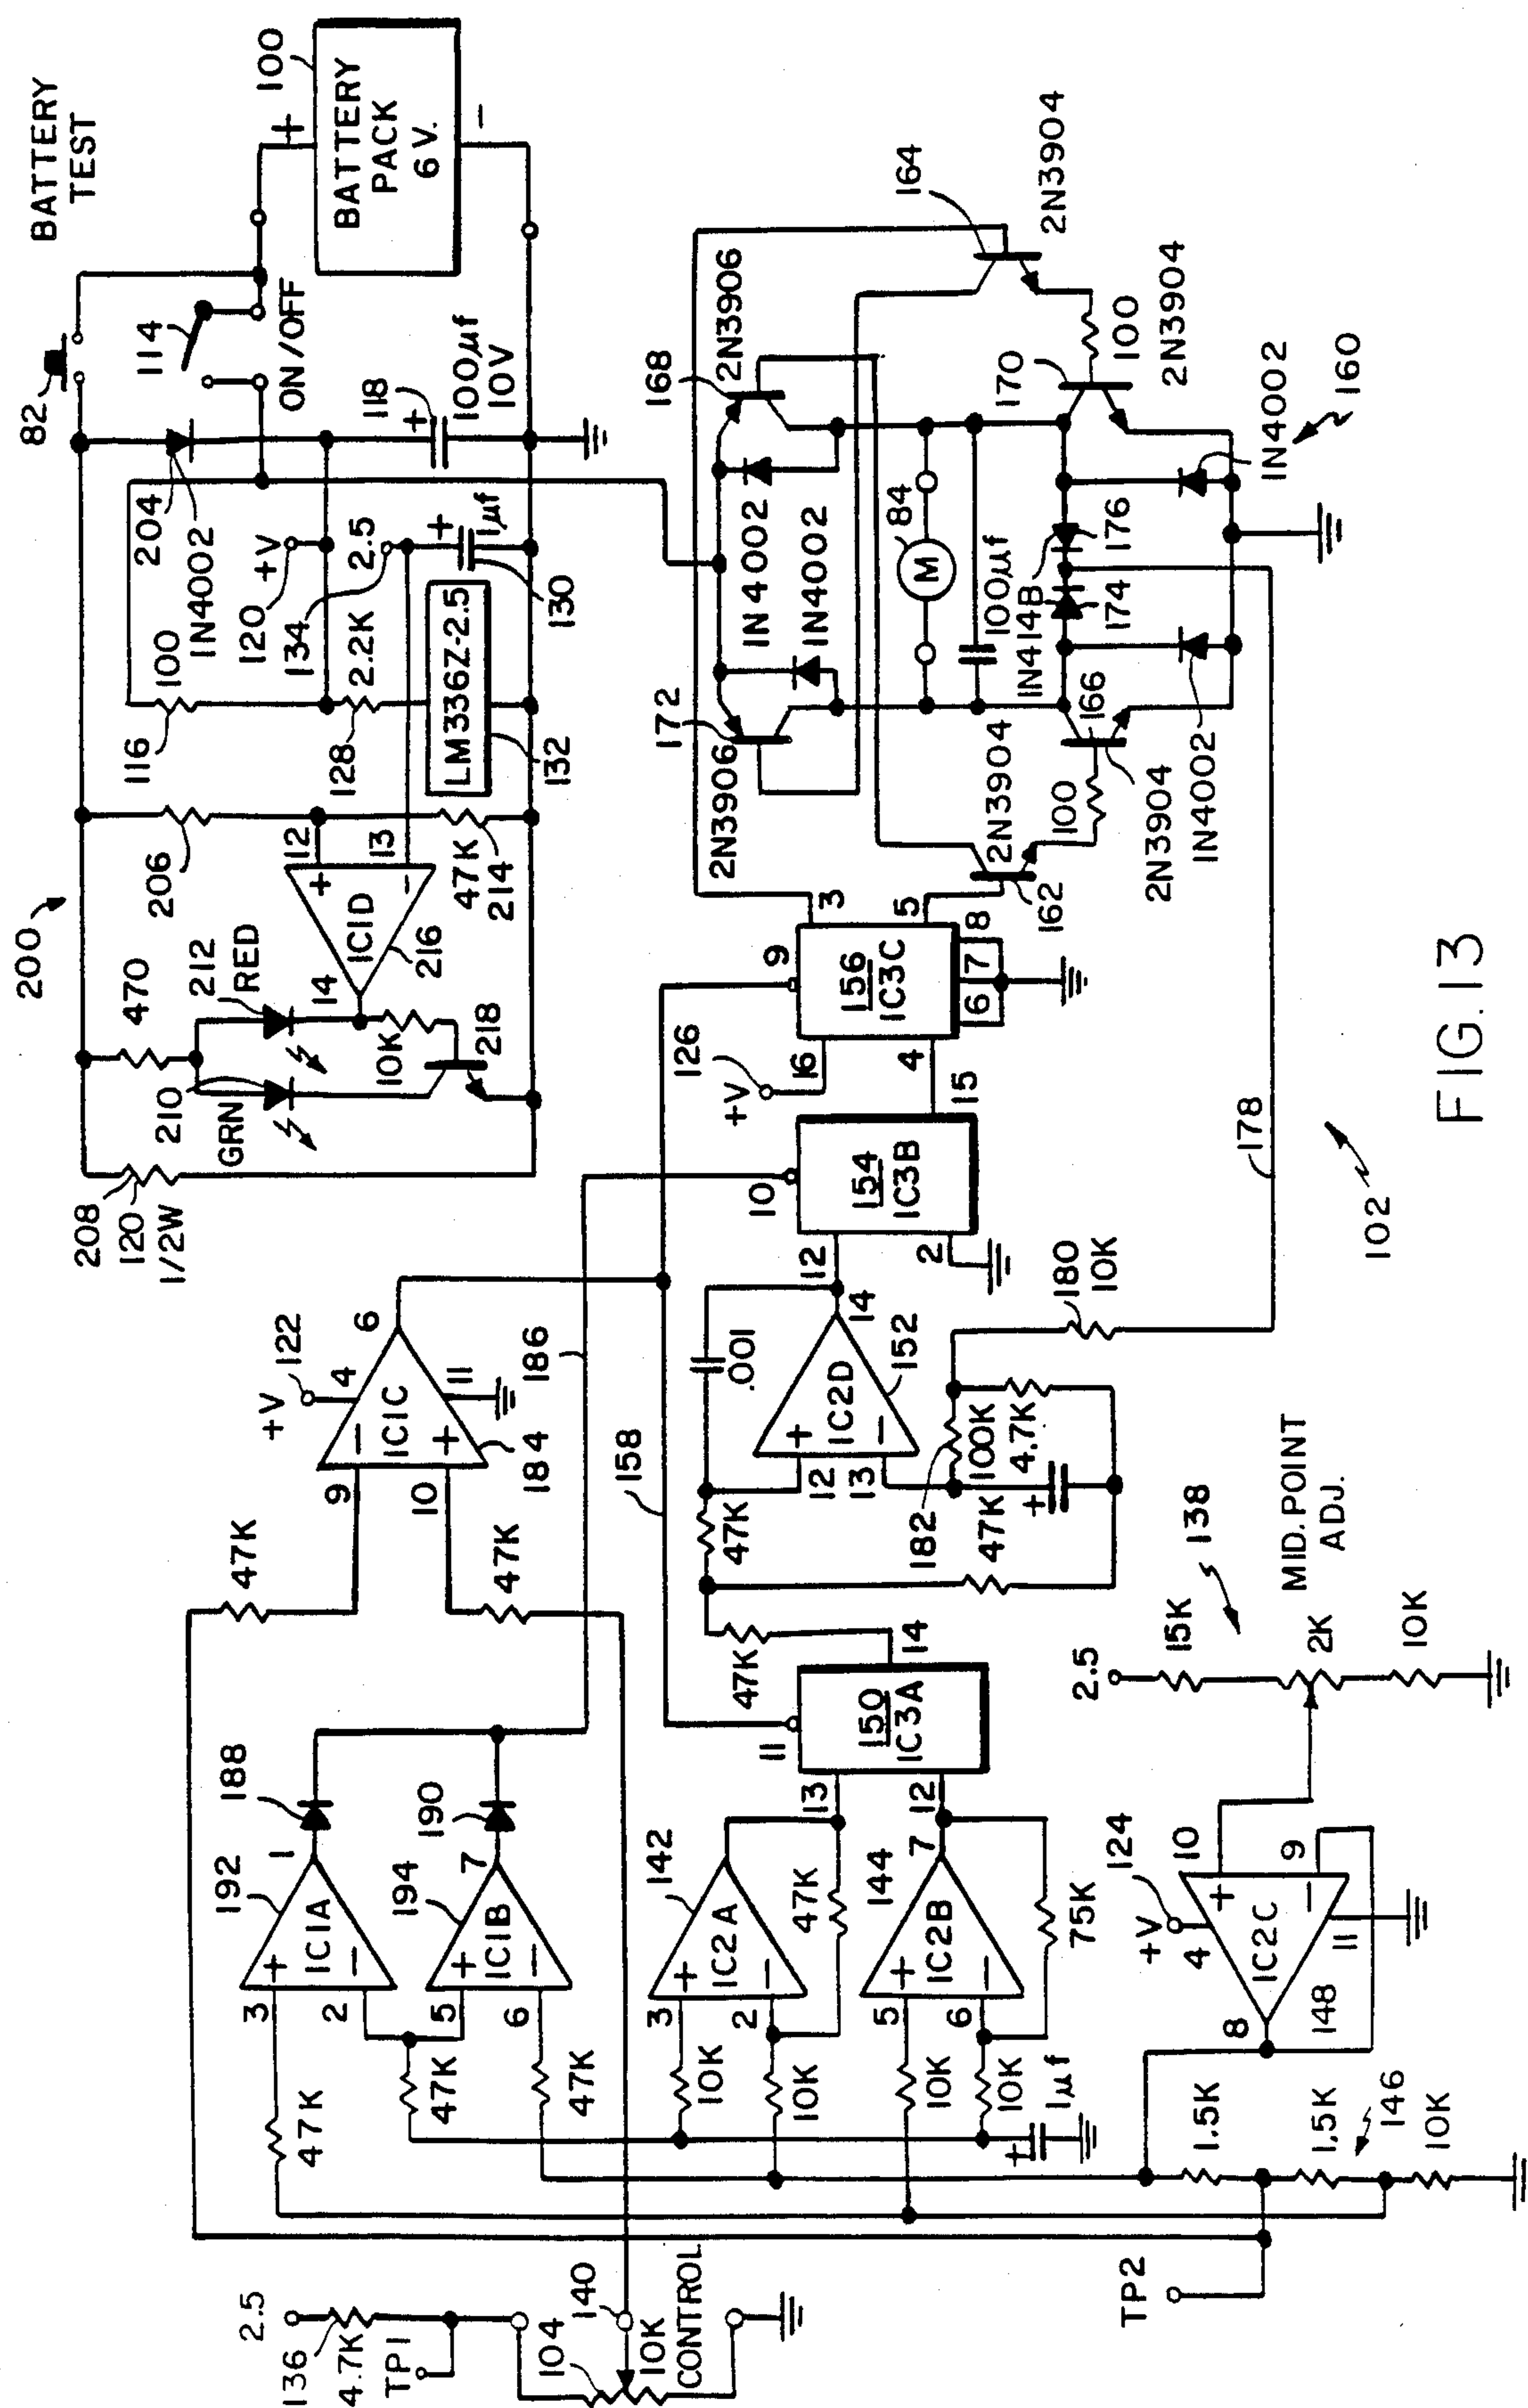 BATTERY
TEST
100
BATTERY
PACK
6 V.
+
−
82
114
ON/OFF
118
+
100µf
10V
204
1N4002
120
+V
134
2.5
+
1µf
130
100
116
2.2K
128
LM336Z-2.5
132
200
206
12
13
+
-
IC1D
216
47K
214
470
212
RED
14
10K
218
210
GRN
208
120
1/2W
164
2N3904
2N3906
168
1N4002
1N4002
172
2N3906
84
M
100µf
100
170
2N3904
1N4002
160
176
174
1N414B
166
2N3904
100
162
2N3904
1N4002
178
3
5
9
156
IC3C
6
7
8
16
4
126
+V
15
154
IC3B
10
12
2
180
10K
102
+V
122
4
6
11
-
IC1C
+
184
9
10
186
158
47K
47K
.001
14
152
+
IC2D
-
12
13
47K
182
100K
4.7K
47K
+
47K
14
150
IC3A
11
13
12
138
MID. POINT
ADJ.
2.5
15K
2K
10K
188
190
192
1
+
IC1A
-
3
2
194
7
+
IC1B
-
5
6
47K
47K
47K
142
+
IC2A
-
3
2
47K
10K
10K
144
7
+
IC2B
-
5
6
75K
10K
10K
1µf
+
124
+V
4
10
9
+
IC2C
-
11
8
148
1.5K
1.5K
146
10K
2.5
136
4.7K
TP1
104
140
10K
CONTROL
TP2
FIG. 13